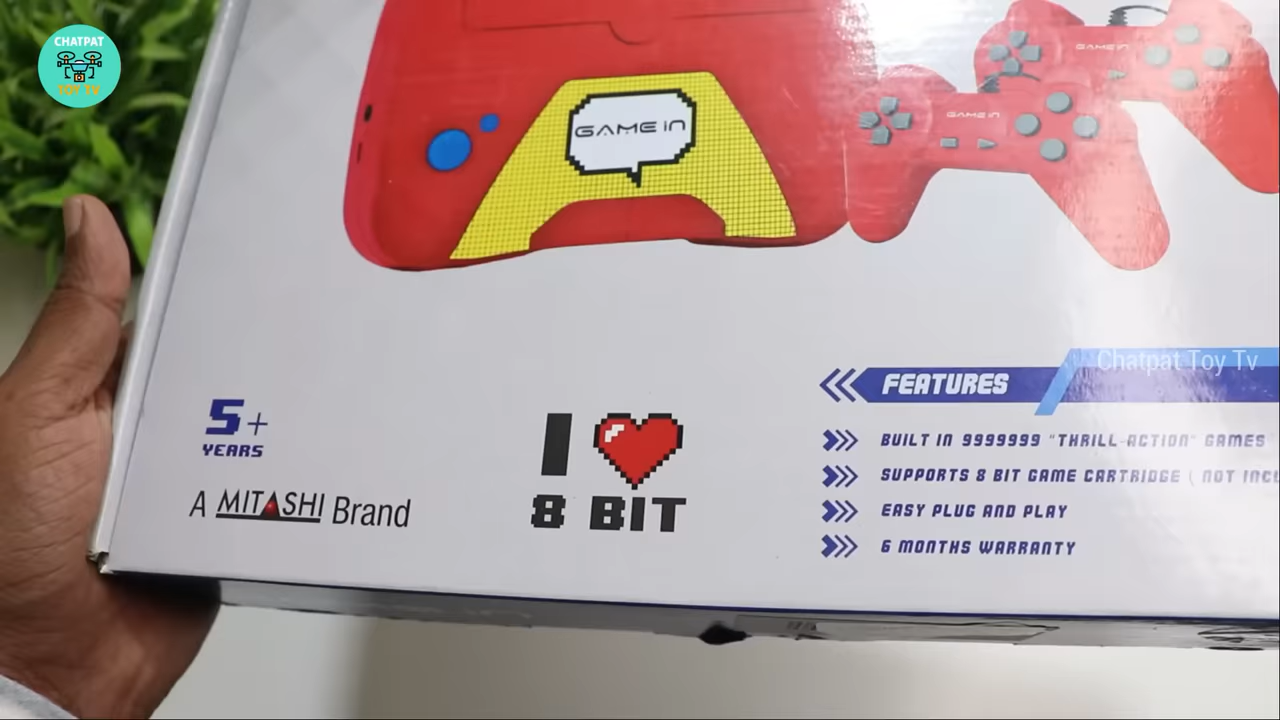 CHATPAT
TOY TV
GAME in
GAME in
GAME in
Chatpat Toy Tv
FEATURES
5+
YEARS
A MITASHI Brand
I
8 BIT
BUILT IN 9999999 "THRILL-ACTION" GAMES
SUPPORTS 8 BIT GAME CARTRIDGE ( NOT
EASY PLUG AND PLAY
6 MONTHS WARRANTY